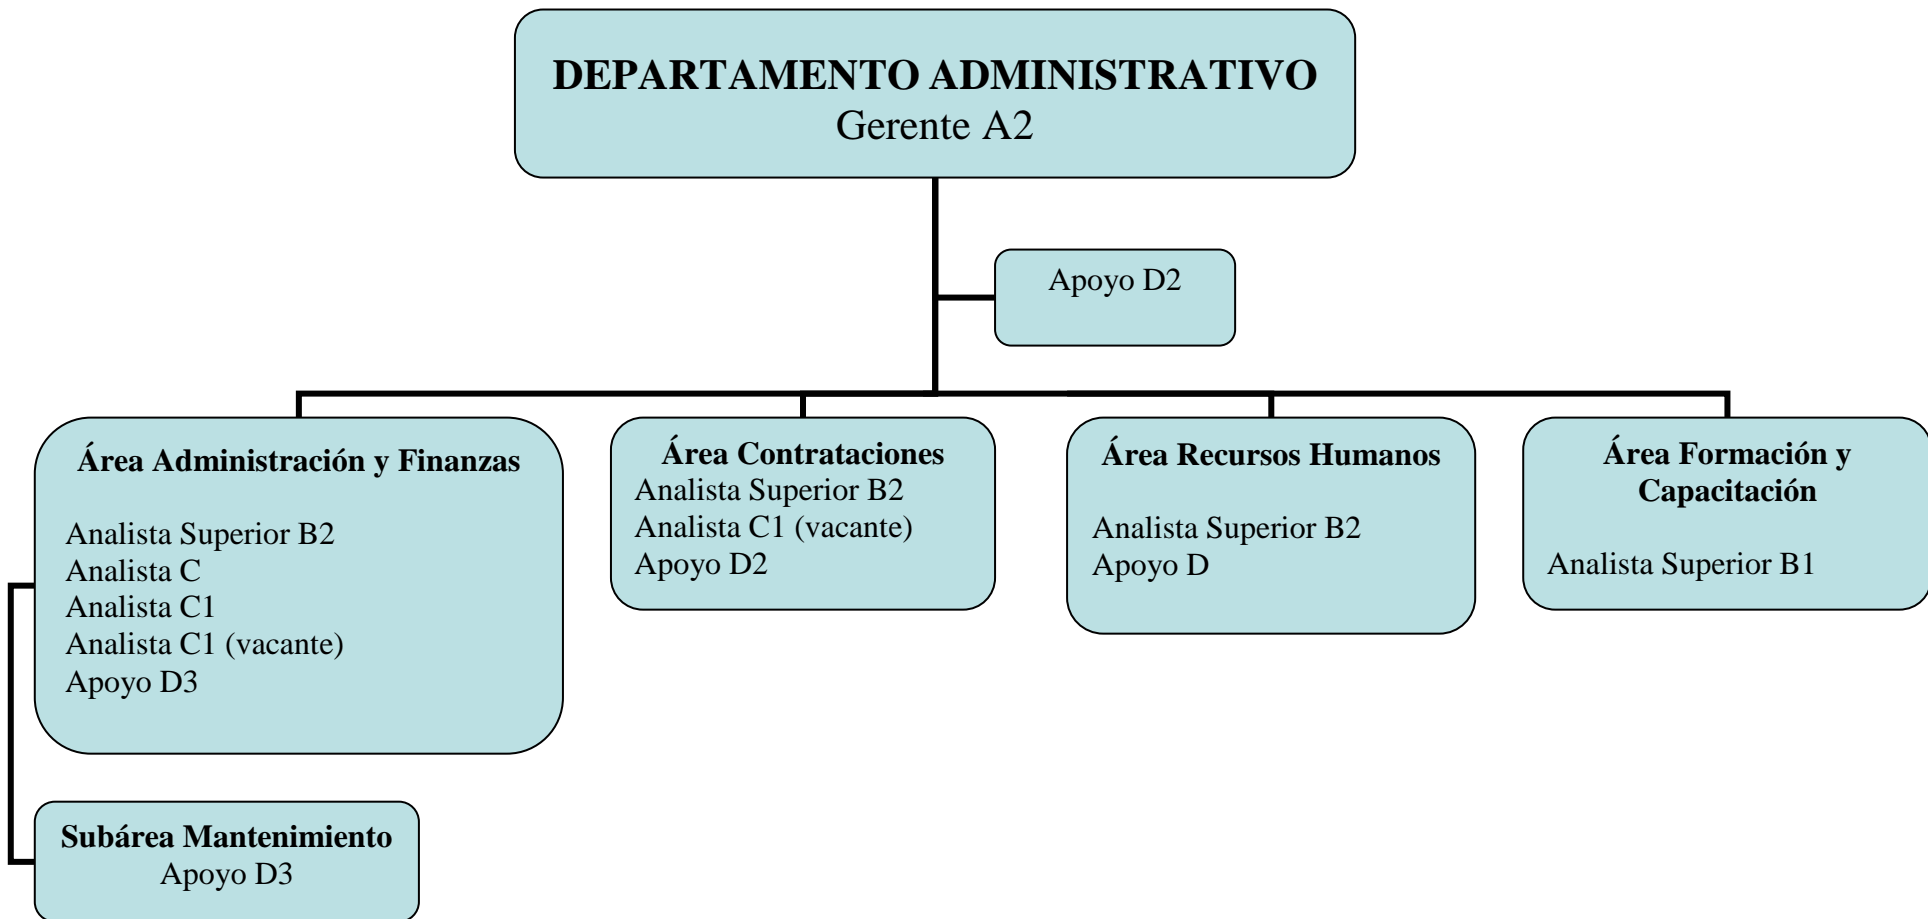 DEPARTAMENTO ADMINISTRATIVO
Gerente A2
Apoyo D2
Área Administración y Finanzas
Analista Superior B2
Analista C
Analista C1
Analista C1 (vacante)
Apoyo D3
Área Contrataciones
Analista Superior B2
Analista C1 (vacante)
Apoyo D2
Área Recursos Humanos
Analista Superior B2
Apoyo D
Área Formación y
Capacitación
Analista Superior B1
Subárea Mantenimiento
Apoyo D3